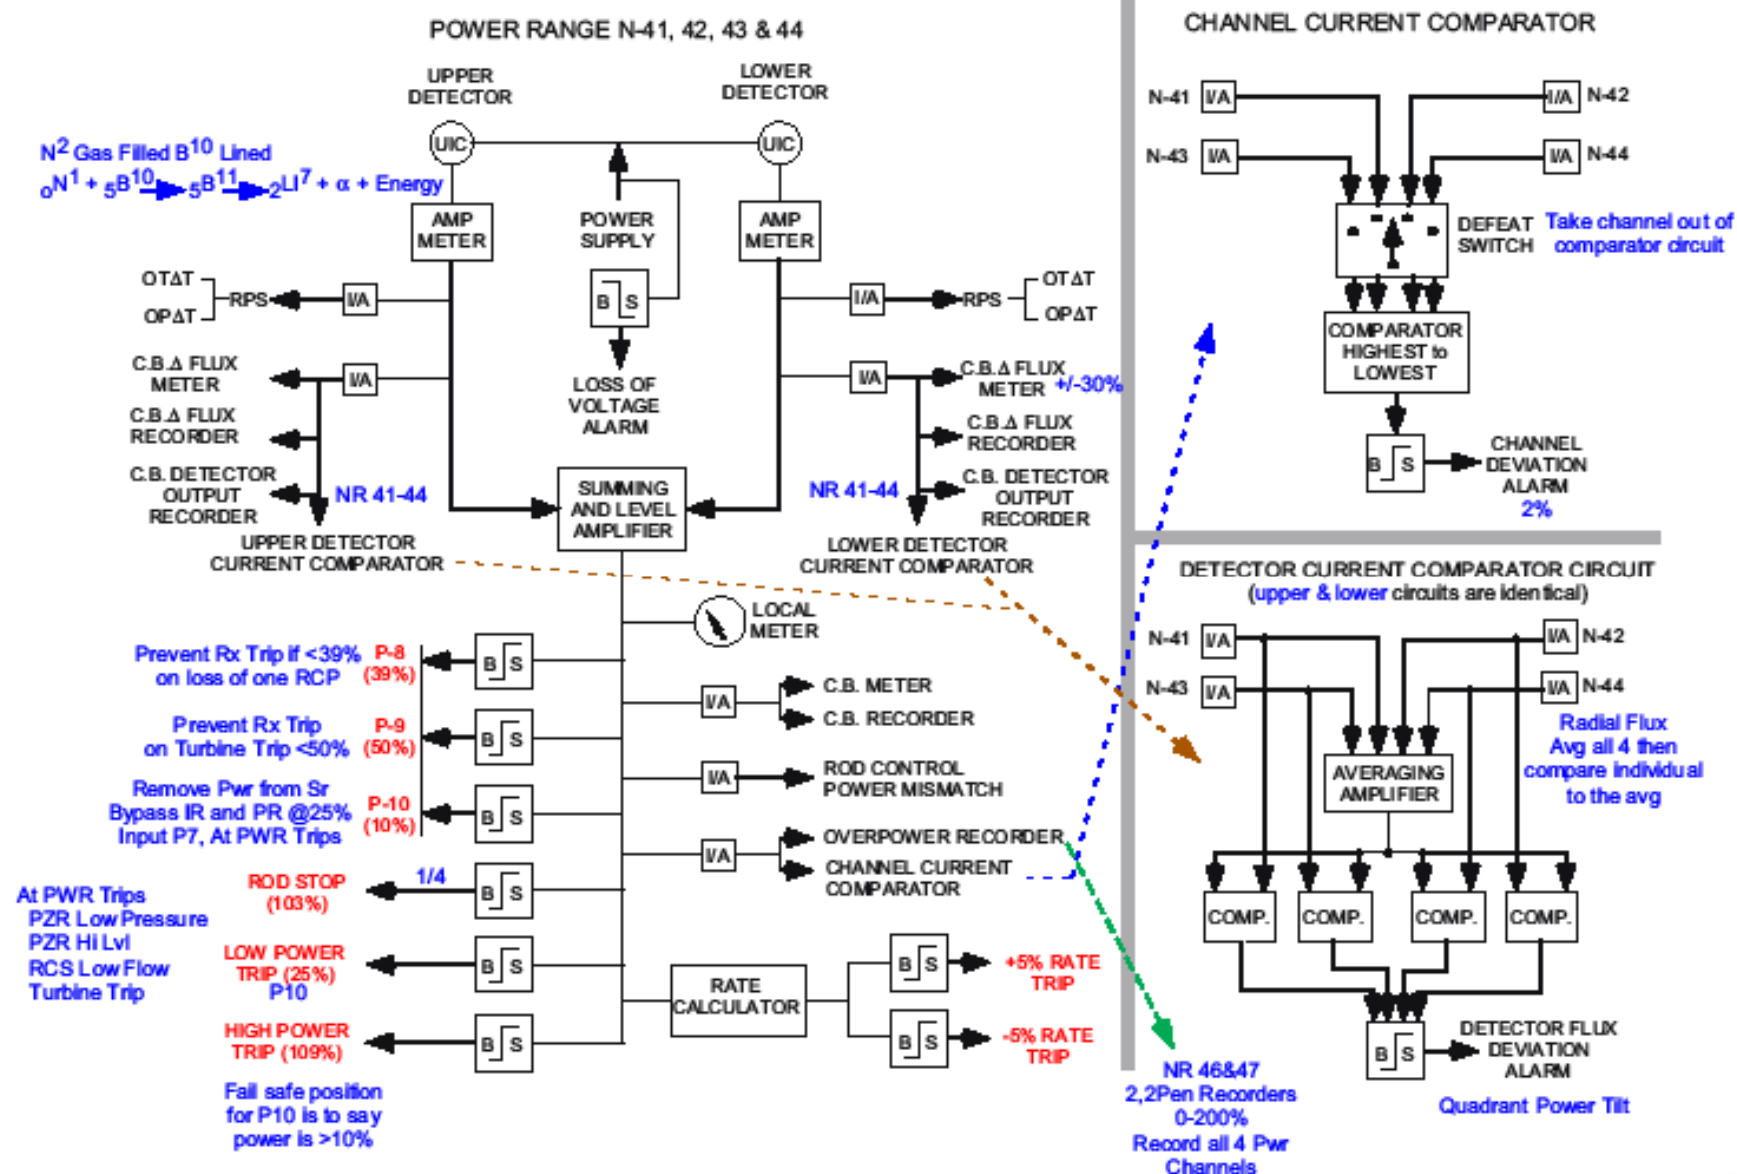 POWER RANGE N-41, 42, 43 & 44
UPPER
DETECTOR
LOWER
DETECTOR
UIC
UIC
N2 Gas Filled B10 Lined
oN1 + 5B10 5B11 2LI7 + α + Energy
AMP
METER
POWER
SUPPLY
AMP
METER
OTΔT
OPΔT
RPS
I/A
B S
I/A
RPS
OTΔT
OPΔT
C.B.Δ FLUX
METER
I/A
LOSS OF
VOLTAGE
ALARM
I/A
C.B.Δ FLUX
METER +/-30%
C.B.Δ FLUX
RECORDER
C.B.Δ FLUX
RECORDER
C.B. DETECTOR
OUTPUT
RECORDER
NR 41-44
SUMMING
AND LEVEL
AMPLIFIER
NR 41-44
C.B. DETECTOR
OUTPUT
RECORDER
UPPER DETECTOR
CURRENT COMPARATOR
LOWER DETECTOR
CURRENT COMPARATOR
LOCAL
METER
Prevent Rx Trip if <39%
on loss of one RCP
P-8
(39%)
B S
I/A
C.B. METER
C.B. RECORDER
Prevent Rx Trip
on Turbine Trip <50%
P-9
(50%)
B S
I/A
ROD CONTROL
POWER MISMATCH
Remove Pwr from Sr
Bypass IR and PR @25%
Input P7, At PWR Trips
P-10
(10%)
B S
I/A
OVERPOWER RECORDER
CHANNEL CURRENT
COMPARATOR
At PWR Trips
PZR Low Pressure
PZR Hi Lvl
RCS Low Flow
Turbine Trip
ROD STOP
(103%)
1/4
B S
LOW POWER
TRIP (25%)
P10
B S
HIGH POWER
TRIP (109%)
B S
Fail safe position
for P10 is to say
power is >10%
RATE
CALCULATOR
B S
+5% RATE
TRIP
B S
-5% RATE
TRIP
NR 46&47
2,2Pen Recorders
0-200%
Record all 4 Pwr
Channels
CHANNEL CURRENT COMPARATOR
N-41 I/A
I/A N-42
N-43 I/A
I/A N-44
DEFEAT
SWITCH
Take channel out of
comparator circuit
COMPARATOR
HIGHEST to
LOWEST
B S
CHANNEL
DEVIATION
ALARM
2%
DETECTOR CURRENT COMPARATOR CIRCUIT
(upper & lower circuits are identical)
N-41 I/A
I/A N-42
N-43 I/A
I/A N-44
Radial Flux
Avg all 4 then
compare individual
to the avg
AVERAGING
AMPLIFIER
COMP. COMP. COMP. COMP.
B S
DETECTOR FLUX
DEVIATION
ALARM
Quadrant Power Tilt